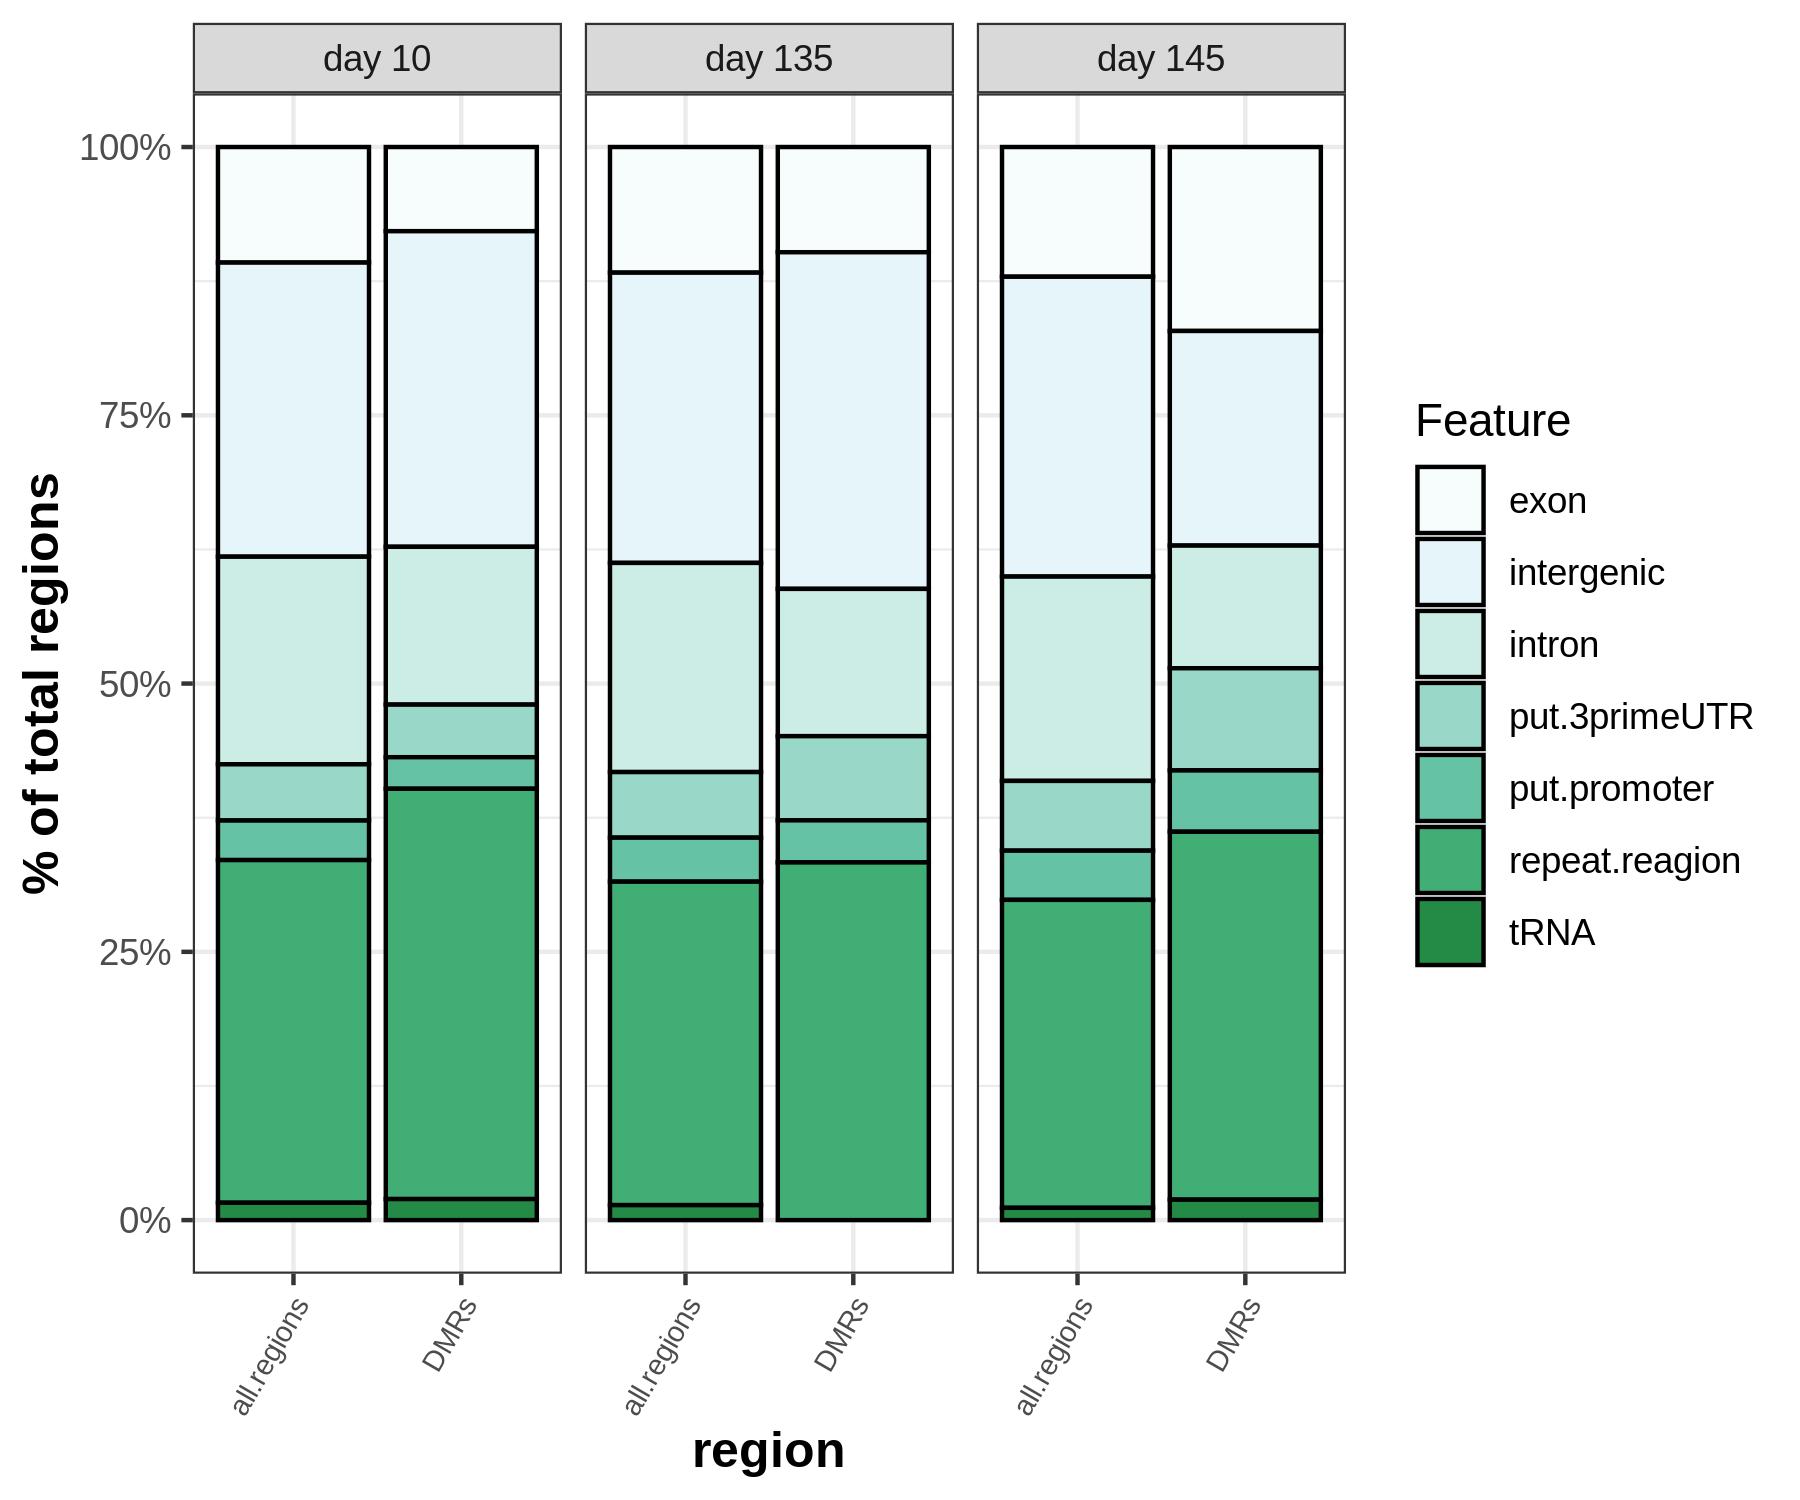 day 10
day 135
day 145
100%
75%
50%
25%
0%
% of total regions
all.regions
DMRs
all.regions
DMRs
all.regions
DMRs
region
Feature
exon
intergenic
intron
put.3primeUTR
put.promoter
repeat.reagion
tRNA